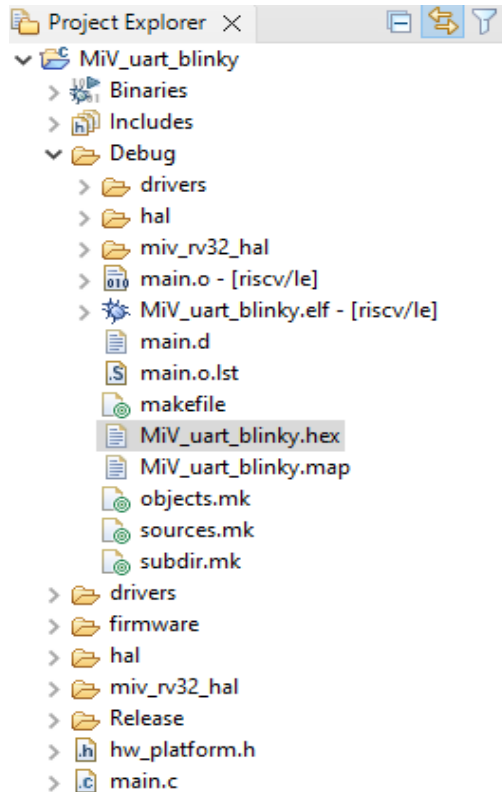 Project Explorer
MiV_uart_blinky
Binaries
Includes
Debug
drivers
hal
miv_rv32_hal
main.o - [riscv/le]
MiV_uart_blinky.elf - [riscv/le]
main.d
main.o.lst
makefile
MiV_uart_blinky.hex
MiV_uart_blinky.map
objects.mk
sources.mk
subdir.mk
drivers
firmware
hal
miv_rv32_hal
Release
hw_platform.h
main.c